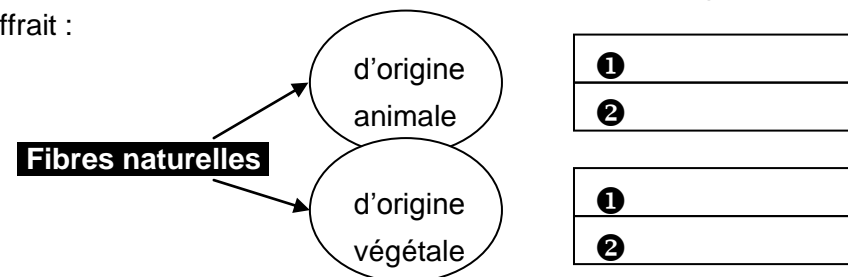 ffrait :
d'origine
animale
❶
❷
Fibres naturelles
d'origine
végétale
❶
❷